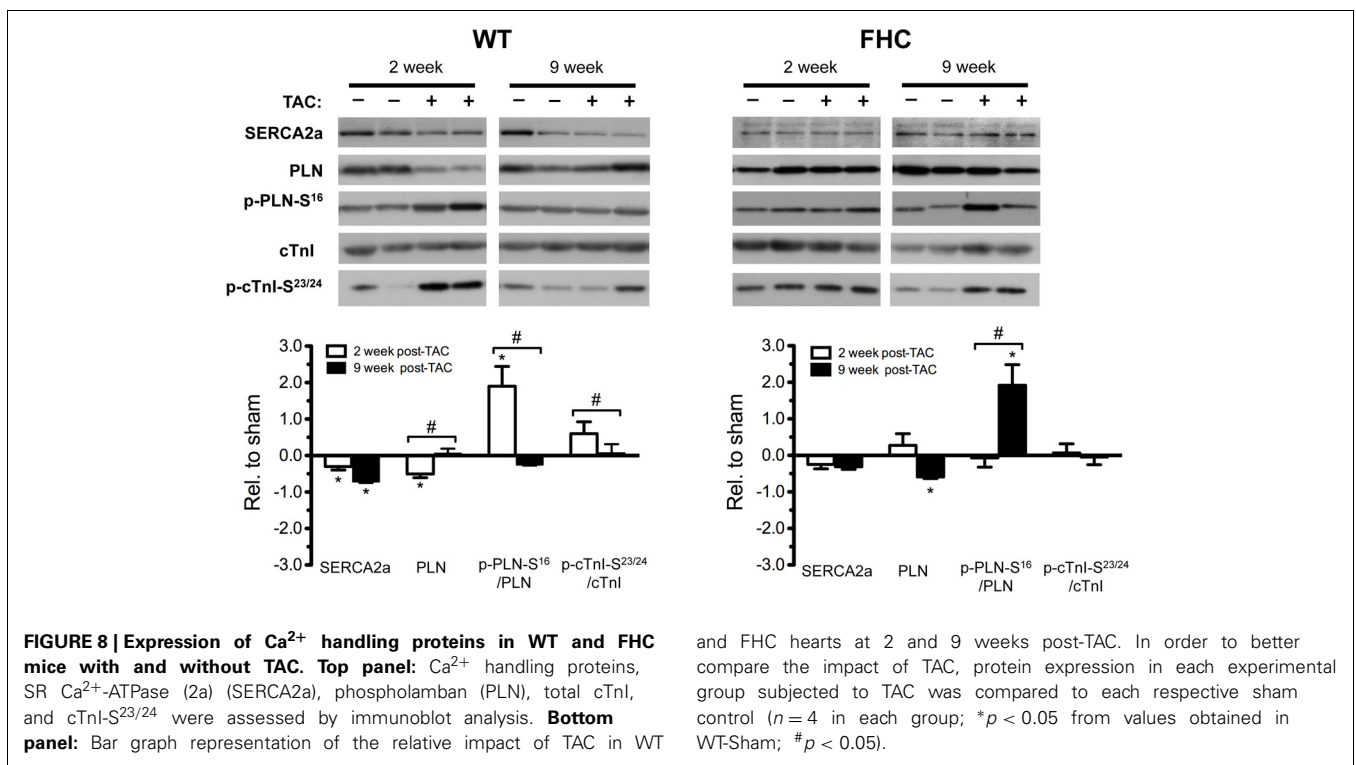 WT
FHC
2 week
9 week
2 week
9 week
TAC: – – + + – – + + – – + + – – + +
SERCA2a
PLN
p-PLN-S¹⁶
cTnI
p-cTnI-S²³/²⁴
3.0
2.0
1.0
0.0
-1.0
-2.0
-3.0
Rel. to sham
2 week post-TAC
9 week post-TAC
* * # * # * #
SERCA2a PLN p-PLN-S¹⁶ p-cTnI-S²³/²⁴
/PLN /cTnI
3.0
2.0
1.0
0.0
-1.0
-2.0
-3.0
Rel. to sham
2 week post-TAC
9 week post-TAC
* # *
SERCA2a PLN p-PLN-S¹⁶ p-cTnI-S²³/²⁴
/PLN /cTnI
FIGURE 8 | Expression of Ca²⁺ handling proteins in WT and FHC
mice with and without TAC. Top panel: Ca²⁺ handling proteins,
SR Ca²⁺-ATPase (2a) (SERCA2a), phospholamban (PLN), total cTnI,
and cTnI-S²³/²⁴ were assessed by immunoblot analysis. Bottom
panel: Bar graph representation of the relative impact of TAC in WT
and FHC hearts at 2 and 9 weeks post-TAC. In order to better
compare the impact of TAC, protein expression in each experimental
group subjected to TAC was compared to each respective sham
control (n = 4 in each group; *p < 0.05 from values obtained in
WT-Sham; #p < 0.05).